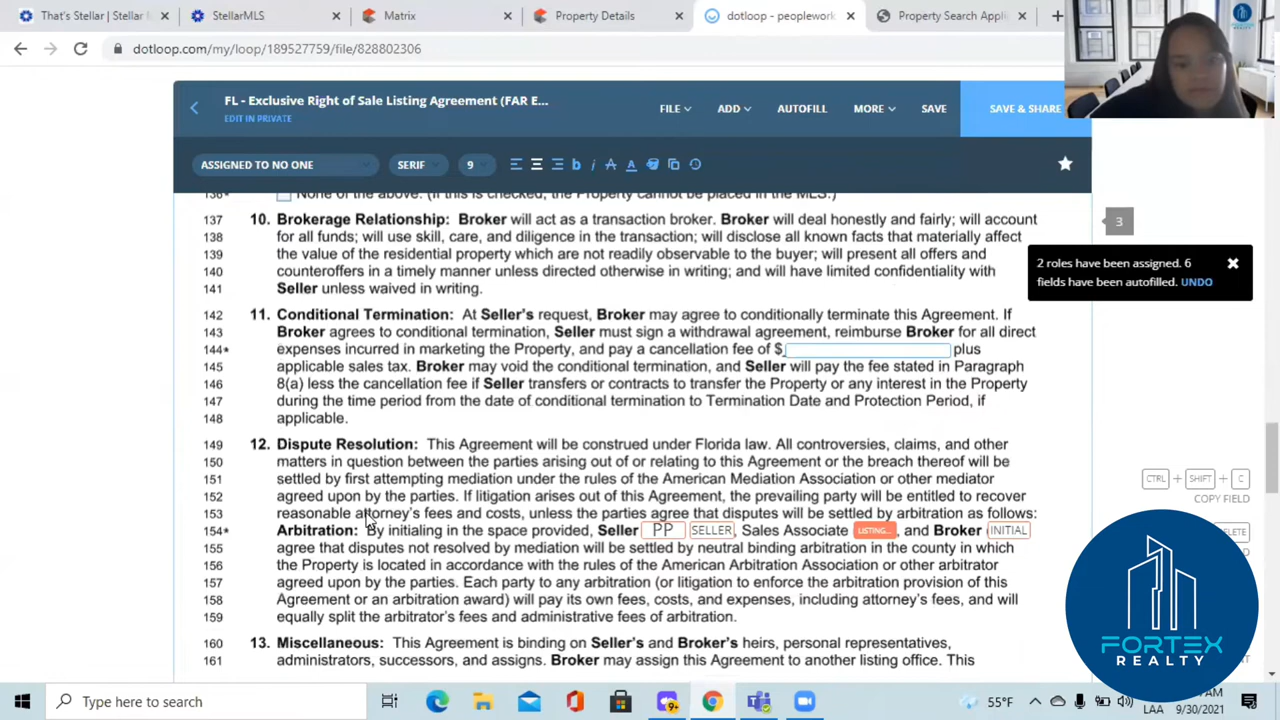 That's Stellar | Stellar M
StellarMLS
Matrix
Property Details
dotloop - peoplework
Property Search Appli
dotloop.com/my/loop/189527759/file/828802306
FL - Exclusive Right of Sale Listing Agreement (FAR E...
EDIT IN PRIVATE
FILE
ADD
AUTOFILL
MORE
SAVE
SAVE & SHARE
ASSIGNED TO NO ONE
SERIF
9
136* None of the above. (If this is checked, the Property cannot be placed in the MLS.)
137 10. Brokerage Relationship: Broker will act as a transaction broker. Broker will deal honestly and fairly; will account
138 for all funds; will use skill, care, and diligence in the transaction; will disclose all known facts that materially affect
139 the value of the residential property which are not readily observable to the buyer; will present all offers and
140 counteroffers in a timely manner unless directed otherwise in writing; and will have limited confidentiality with
141 Seller unless waived in writing.
142 11. Conditional Termination: At Seller's request, Broker may agree to conditionally terminate this Agreement. If
143 Broker agrees to conditional termination, Seller must sign a withdrawal agreement, reimburse Broker for all direct
144* expenses incurred in marketing the Property, and pay a cancellation fee of $ plus
145 applicable sales tax. Broker may void the conditional termination, and Seller will pay the fee stated in Paragraph
146 8(a) less the cancellation fee if Seller transfers or contracts to transfer the Property or any interest in the Property
147 during the time period from the date of conditional termination to Termination Date and Protection Period, if
148 applicable.
149 12. Dispute Resolution: This Agreement will be construed under Florida law. All controversies, claims, and other
150 matters in question between the parties arising out of or relating to this Agreement or the breach thereof will be
151 settled by first attempting mediation under the rules of the American Mediation Association or other mediator
152 agreed upon by the parties. If litigation arises out of this Agreement, the prevailing party will be entitled to recover
153 reasonable attorney's fees and costs, unless the parties agree that disputes will be settled by arbitration as follows:
154* Arbitration: By initialing in the space provided, Seller PP SELLER, Sales Associate LISTING..., and Broker INITIAL
155 agree that disputes not resolved by mediation will be settled by neutral binding arbitration in the county in which
156 the Property is located in accordance with the rules of the American Arbitration Association or other arbitrator
157 agreed upon by the parties. Each party to any arbitration (or litigation to enforce the arbitration provision of this
158 Agreement or an arbitration award) will pay its own fees, costs, and expenses, including attorney's fees, and will
159 equally split the arbitrator's fees and administrative fees of arbitration.
160 13. Miscellaneous: This Agreement is binding on Seller's and Broker's heirs, personal representatives,
161 administrators, successors, and assigns. Broker may assign this Agreement to another listing office. This
3
2 roles have been assigned. 6
fields have been autofilled. UNDO
CTRL + SHIFT + C
COPY FIELD
FORTEX
REALTY
Type here to search
9+
55°F
LAA
9/30/2021